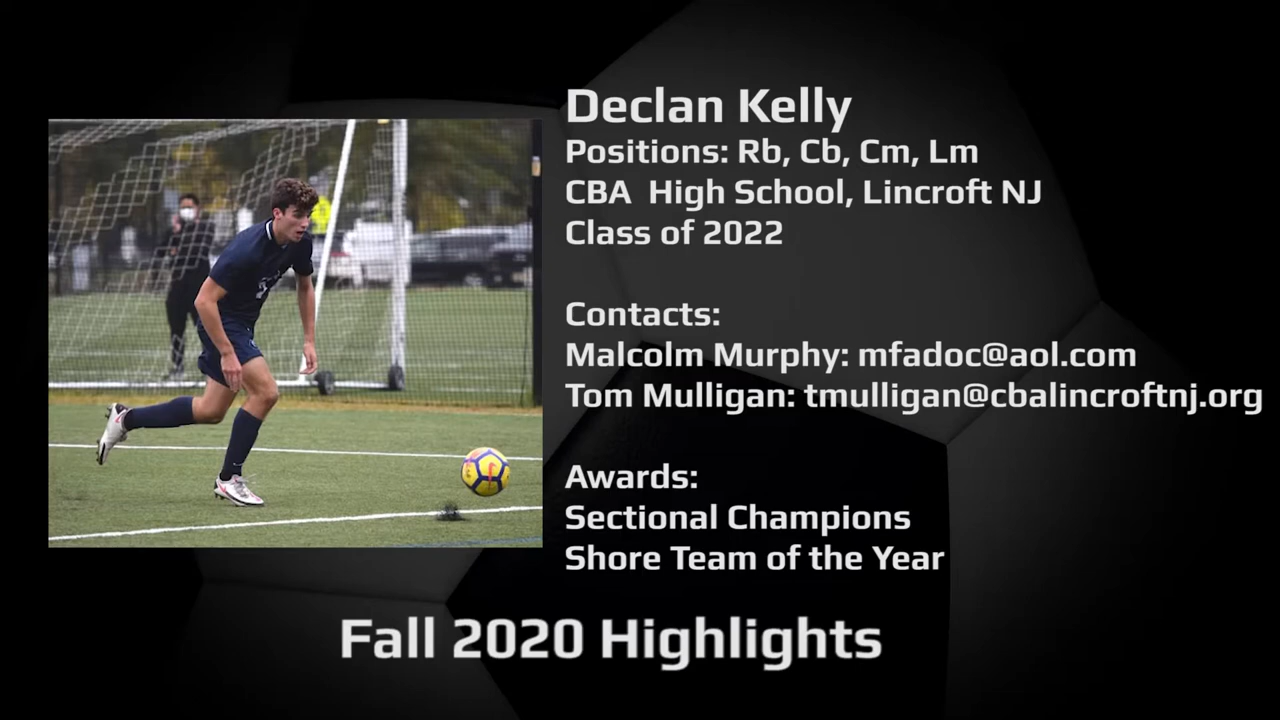 Declan Kelly
Positions: Rb, Cb, Cm, Lm
CBA  High School, Lincroft NJ
Class of 2022
Contacts:
Malcolm Murphy: mfadoc@aol.com
Tom Mulligan: tmulligan@cbalincroftnj.org
Awards:
Sectional Champions
Shore Team of the Year
Fall 2020 Highlights